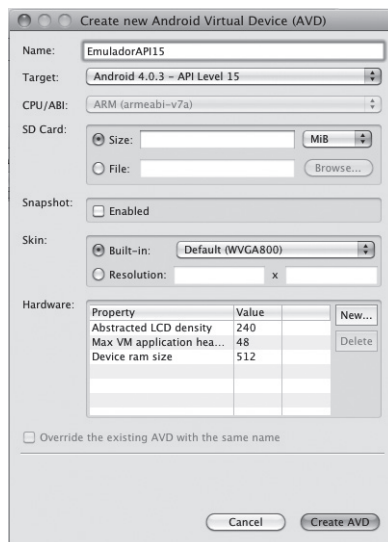 Create new Android Virtual Device (AVD)
Name: EmuladorAPI15
Target: Android 4.0.3 - API Level 15
CPU/ABI: ARM (armeabi-v7a)
SD Card:
Size: MiB
File: Browse...
Snapshot:
Enabled
Skin:
Built-in: Default (WVGA800)
Resolution: x
Hardware:
Property Value New...
Abstracted LCD density 240
Max VM application hea... 48 Delete
Device ram size 512
Override the existing AVD with the same name
Cancel Create AVD